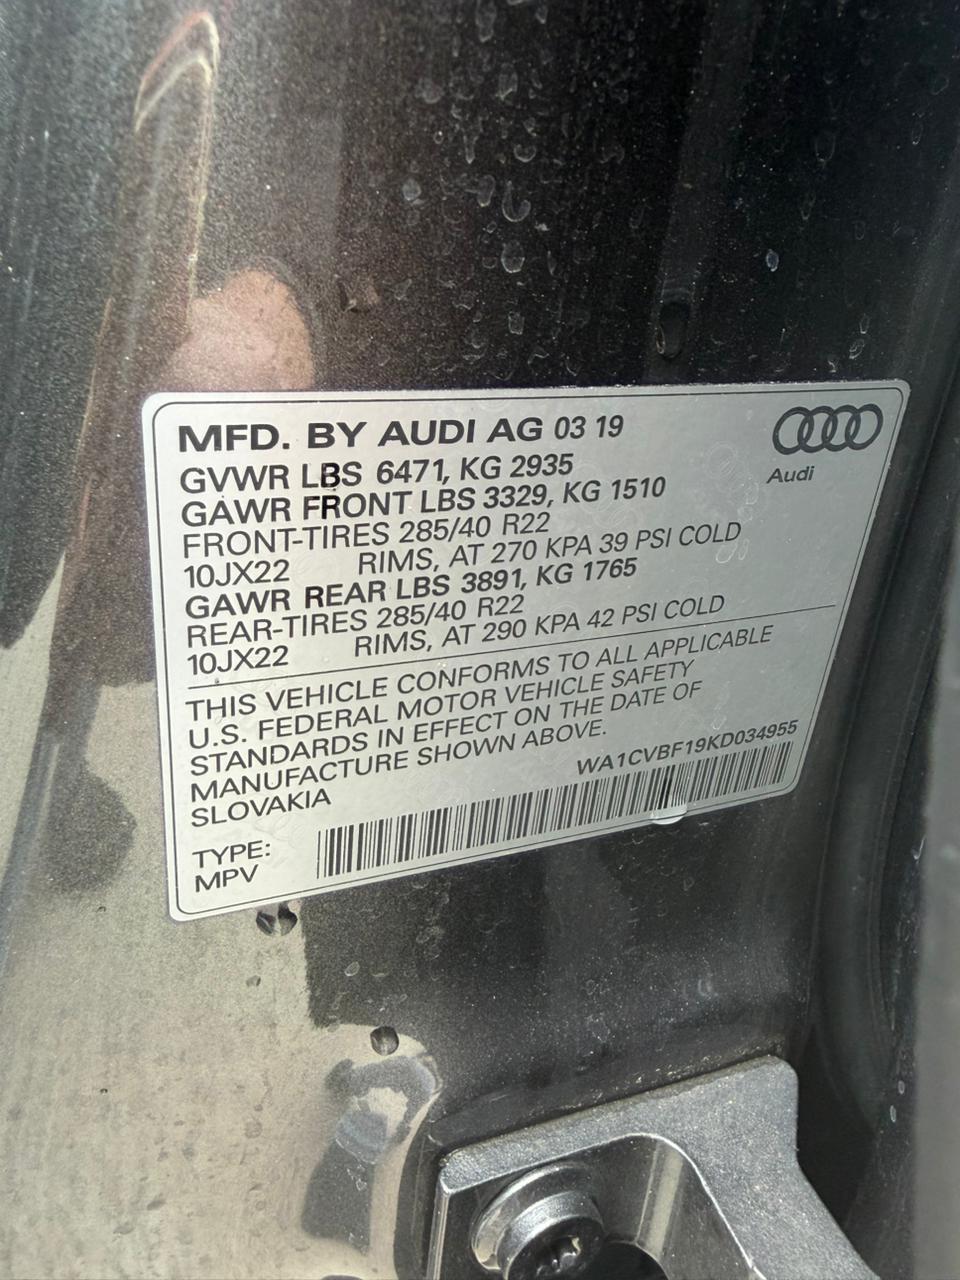 MFD. BY AUDI AG 03 19
Audi
GVWR LBS 6471, KG 2935
GAWR FRONT LBS 3329, KG 1510
FRONT-TIRES 285/40 R22
10JX22 RIMS, AT 270 KPA 39 PSI COLD
GAWR REAR LBS 3891, KG 1765
REAR-TIRES 285/40 R22
10JX22 RIMS, AT 290 KPA 42 PSI COLD
THIS VEHICLE CONFORMS TO ALL APPLICABLE
U.S. FEDERAL MOTOR VEHICLE SAFETY
STANDARDS IN EFFECT ON THE DATE OF
MANUFACTURE SHOWN ABOVE.
SLOVAKIA
WA1CVBF19KD034955
TYPE:
MPV